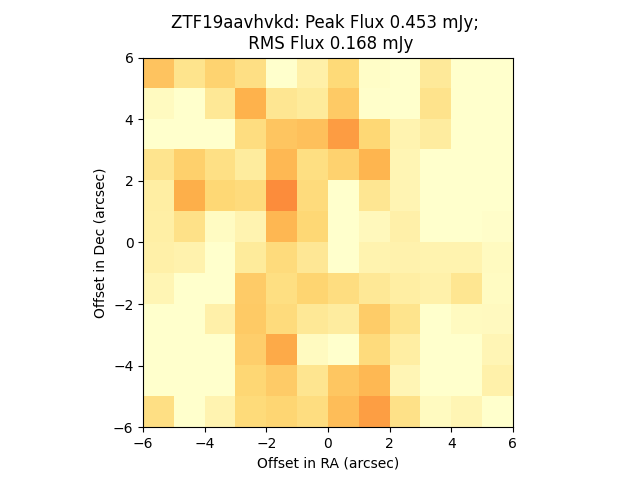 ZTF19aavhvkd: Peak Flux 0.453 mJy;
RMS Flux 0.168 mJy
6
4
2
0
−2
−4
−6
Offset in Dec (arcsec)
−6 −4 −2 0 2 4 6
Offset in RA (arcsec)